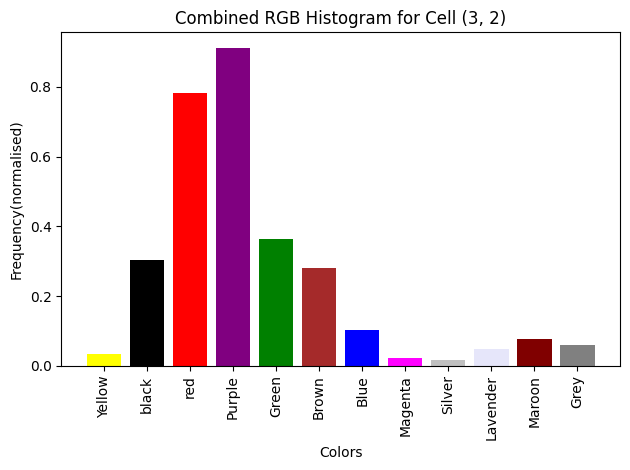 Combined RGB Histogram for Cell (3, 2)
Frequency(normalised)
0.8
0.6
0.4
0.2
0.0
Yellow
black
red
Purple
Green
Brown
Blue
Magenta
Silver
Lavender
Maroon
Grey
Colors